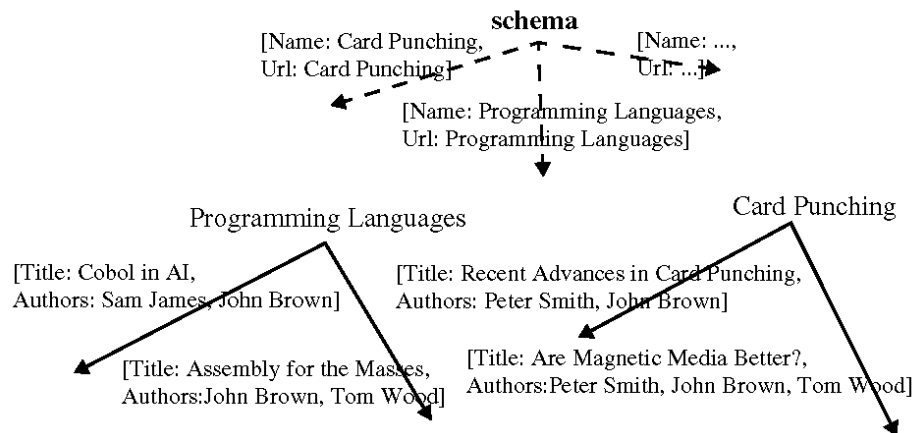 schema
[Name: Card Punching,
Url: Card Punching]
[Name: ...,
Url: ...]
[Name: Programming Languages,
Url: Programming Languages]
Programming Languages
Card Punching
[Title: Cobol in AI,
Authors: Sam James, John Brown]
[Title: Recent Advances in Card Punching,
Authors: Peter Smith, John Brown]
[Title: Assembly for the Masses,
Authors:John Brown, Tom Wood]
[Title: Are Magnetic Media Better?,
Authors:Peter Smith, John Brown, Tom Wood]